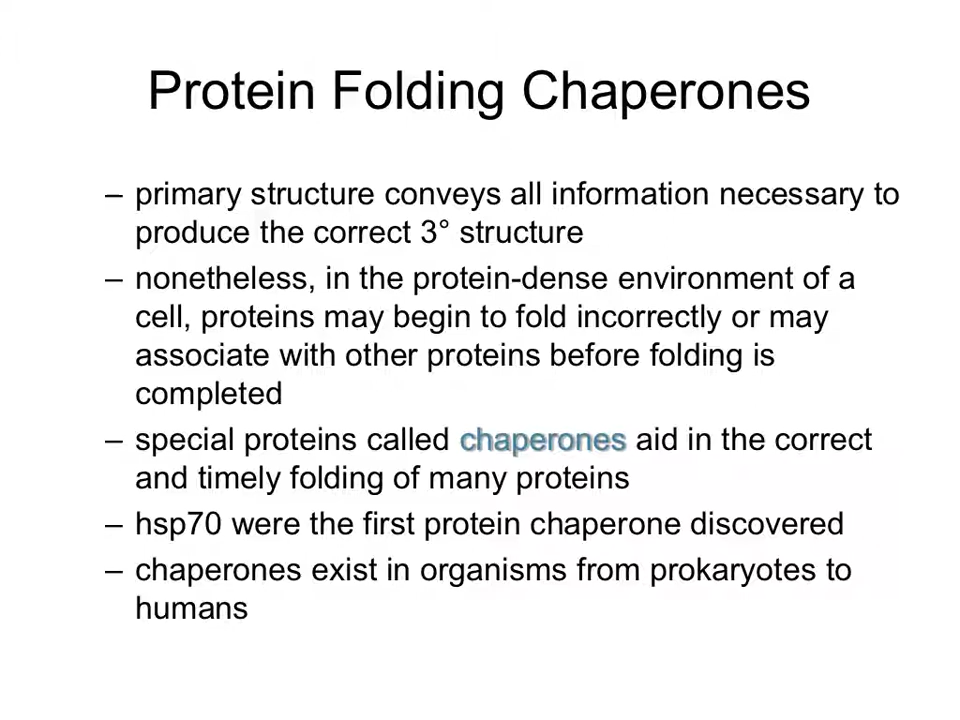 Protein Folding Chaperones
– primary structure conveys all information necessary to
produce the correct 3° structure
– nonetheless, in the protein-dense environment of a
cell, proteins may begin to fold incorrectly or may
associate with other proteins before folding is
completed
– special proteins called chaperones aid in the correct
and timely folding of many proteins
– hsp70 were the first protein chaperone discovered
– chaperones exist in organisms from prokaryotes to
humans